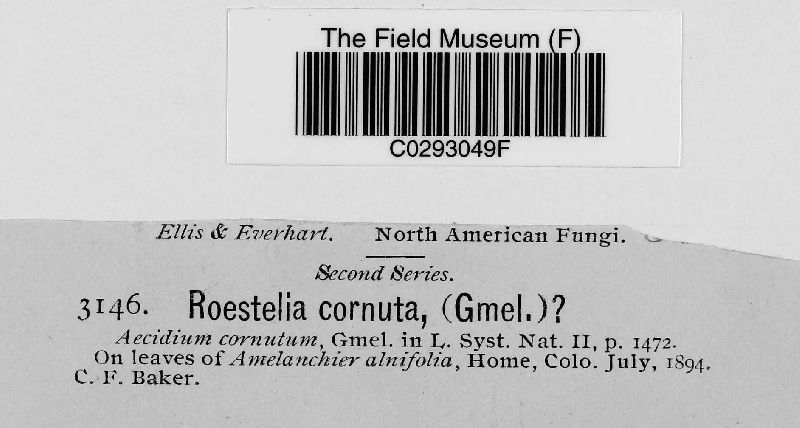 The Field Museum (F)
C0293049F
Ellis & Everhart. North American Fungi.
Second Series.
3146. Roestelia cornuta, (Gmel.)?
Aecidium cornutum, Gmel. in L. Syst. Nat. II, p. 1472.
On leaves of Amelanchier alnifolia, Home, Colo. July, 1894.
C. F. Baker.